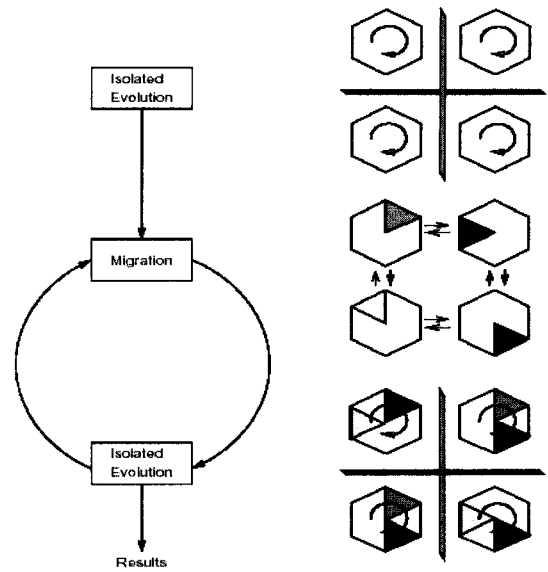 Isolated
Evolution
Migration
Isolated
Evolution
Results